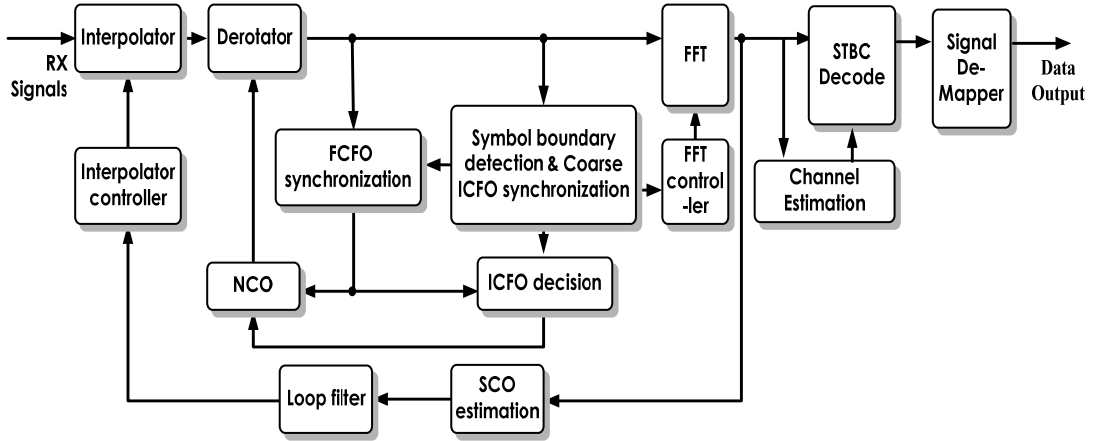 Interpolator
Derotator
FFT
STBC
Decode
Signal
De-
Mapper
RX
Signals
Data
Output
Interpolator
controller
FCFO
synchronization
Symbol boundary
detection & Coarse
ICFO synchronization
FFT
control
-ler
Channel
Estimation
NCO
ICFO decision
Loop filter
SCO
estimation